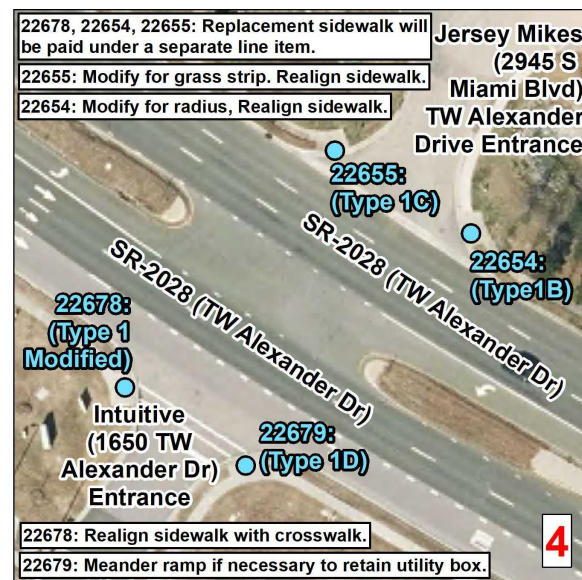 22678, 22654, 22655: Replacement sidewalk will
be paid under a separate line item.
22655: Modify for grass strip. Realign sidewalk.
22654: Modify for radius, Realign sidewalk.
Jersey Mikes
(2945 S
Miami Blvd)
TW Alexander
Drive Entrance
22655:
(Type 1C)
SR-2028 (TW Alexander Dr)
22654:
(Type1B)
SR-2028 (TW Alexander Dr)
22678:
(Type 1
Modified)
Intuitive
(1650 TW
Alexander Dr)
Entrance
22679:
(Type 1D)
22678: Realign sidewalk with crosswalk.
22679: Meander ramp if necessary to retain utility box.
4